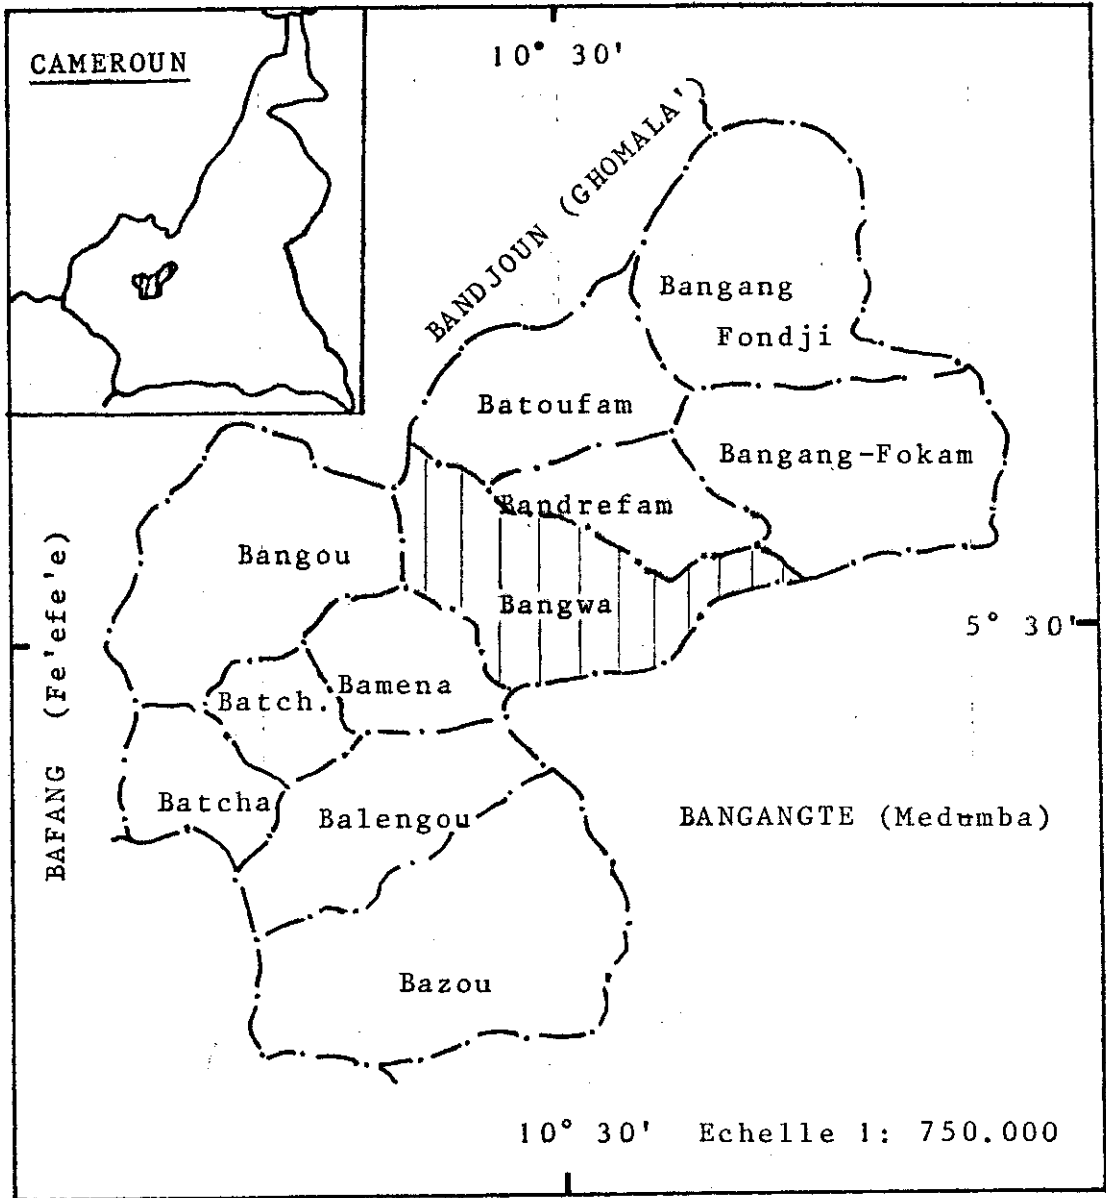 CAMEROUN
10° 30'
BANDJOUN (GHOMALA')
Bangang
Fondji
Batoufam
Bangang-Fokam
Bandrefam
Bangou
Bangwa
5° 30'
BAFANG (Fe'efe'e)
Batch.
Bamena
Batcha
Balengou
BANGANGTE (Medumba)
Bazou
10° 30' Echelle 1: 750.000